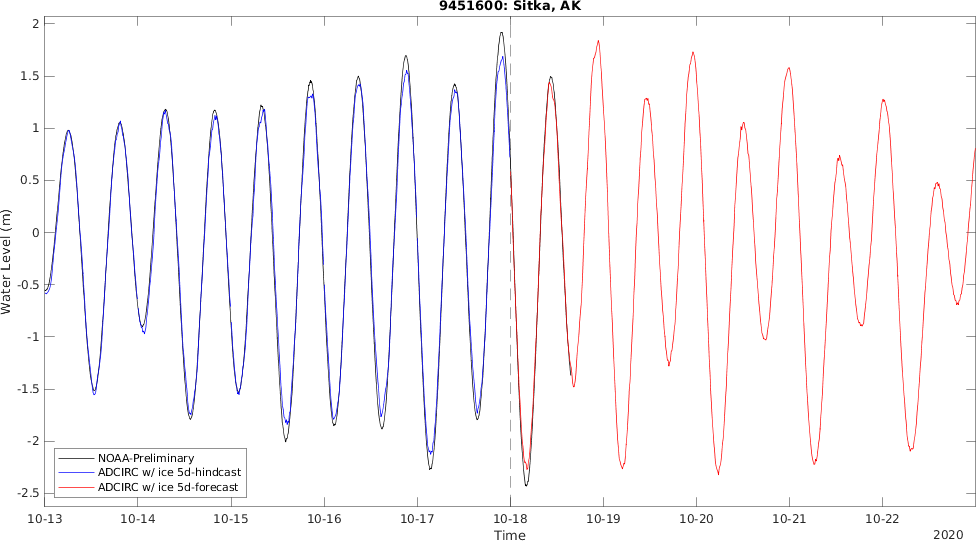 9451600: Sitka, AK
2
1.5
1
0.5
0
-0.5
-1
-1.5
-2
-2.5
Water Level (m)
NOAA-Preliminary
ADCIRC w/ ice 5d-hindcast
ADCIRC w/ ice 5d-forecast
10-13 10-14 10-15 10-16 10-17 10-18 10-19 10-20 10-21 10-22
Time
2020